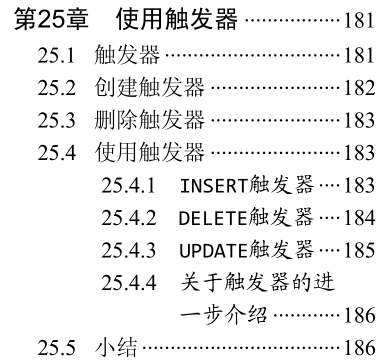 第25章　使用触发器 ················ 181
25.1　触发器 ····························· 181
25.2　创建触发器 ····················· 182
25.3　删除触发器 ····················· 183
25.4　使用触发器 ····················· 183
25.4.1　INSERT触发器 ···· 183
25.4.2　DELETE触发器 ···· 184
25.4.3　UPDATE触发器 ···· 185
25.4.4　关于触发器的进
一步介绍 ············ 186
25.5　小结 ································· 186